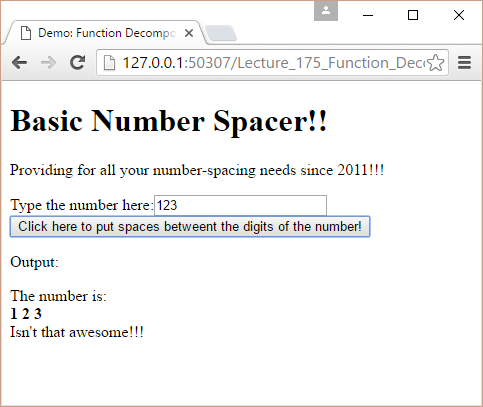 Demo: Function Decompo
127.0.0.1:50307/Lecture_175_Function_Deco
Basic Number Spacer!!
Providing for all your number-spacing needs since 2011!!!
Type the number here:123
Click here to put spaces betweent the digits of the number!
Output:
The number is:
1 2 3
Isn't that awesome!!!